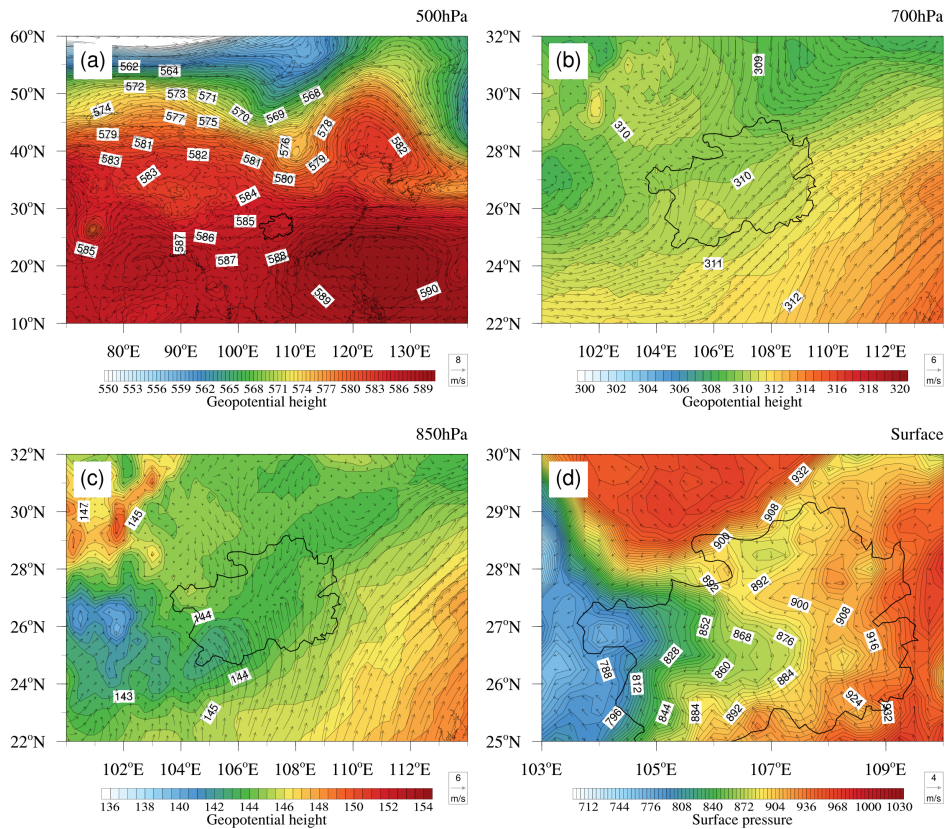 500hPa
(a)
60°N
50°N
40°N
30°N
20°N
10°N
562
564
572
573
571
568
574
570
569
577
575
576
578
579
581
582
581
579
582
583
583
580
584
585
586
587
585
587
588
589
590
80°E 90°E 100°E 110°E 120°E 130°E
8
m/s
550 553 556 559 562 565 568 571 574 577 580 583 586 589
Geopotential height
700hPa
(b)
32°N
30°N
28°N
26°N
24°N
22°N
309
310
310
311
312
102°E 104°E 106°E 108°E 110°E 112°E
6
m/s
300 302 304 306 308 310 312 314 316 318 320
Geopotential height
850hPa
(c)
32°N
30°N
28°N
26°N
24°N
22°N
147
145
144
144
143
145
102°E 104°E 106°E 108°E 110°E 112°E
6
m/s
136 138 140 142 144 146 148 150 152 154
Geopotential height
Surface
(d)
30°N
29°N
28°N
27°N
26°N
25°N
932
908
900
892
892
900
908
852
868
876
916
828
860
884
788
812
796
844
884
892
924
932
103°E 105°E 107°E 109°E
4
m/s
712 744 776 808 840 872 904 936 968 1000 1030
Surface pressure